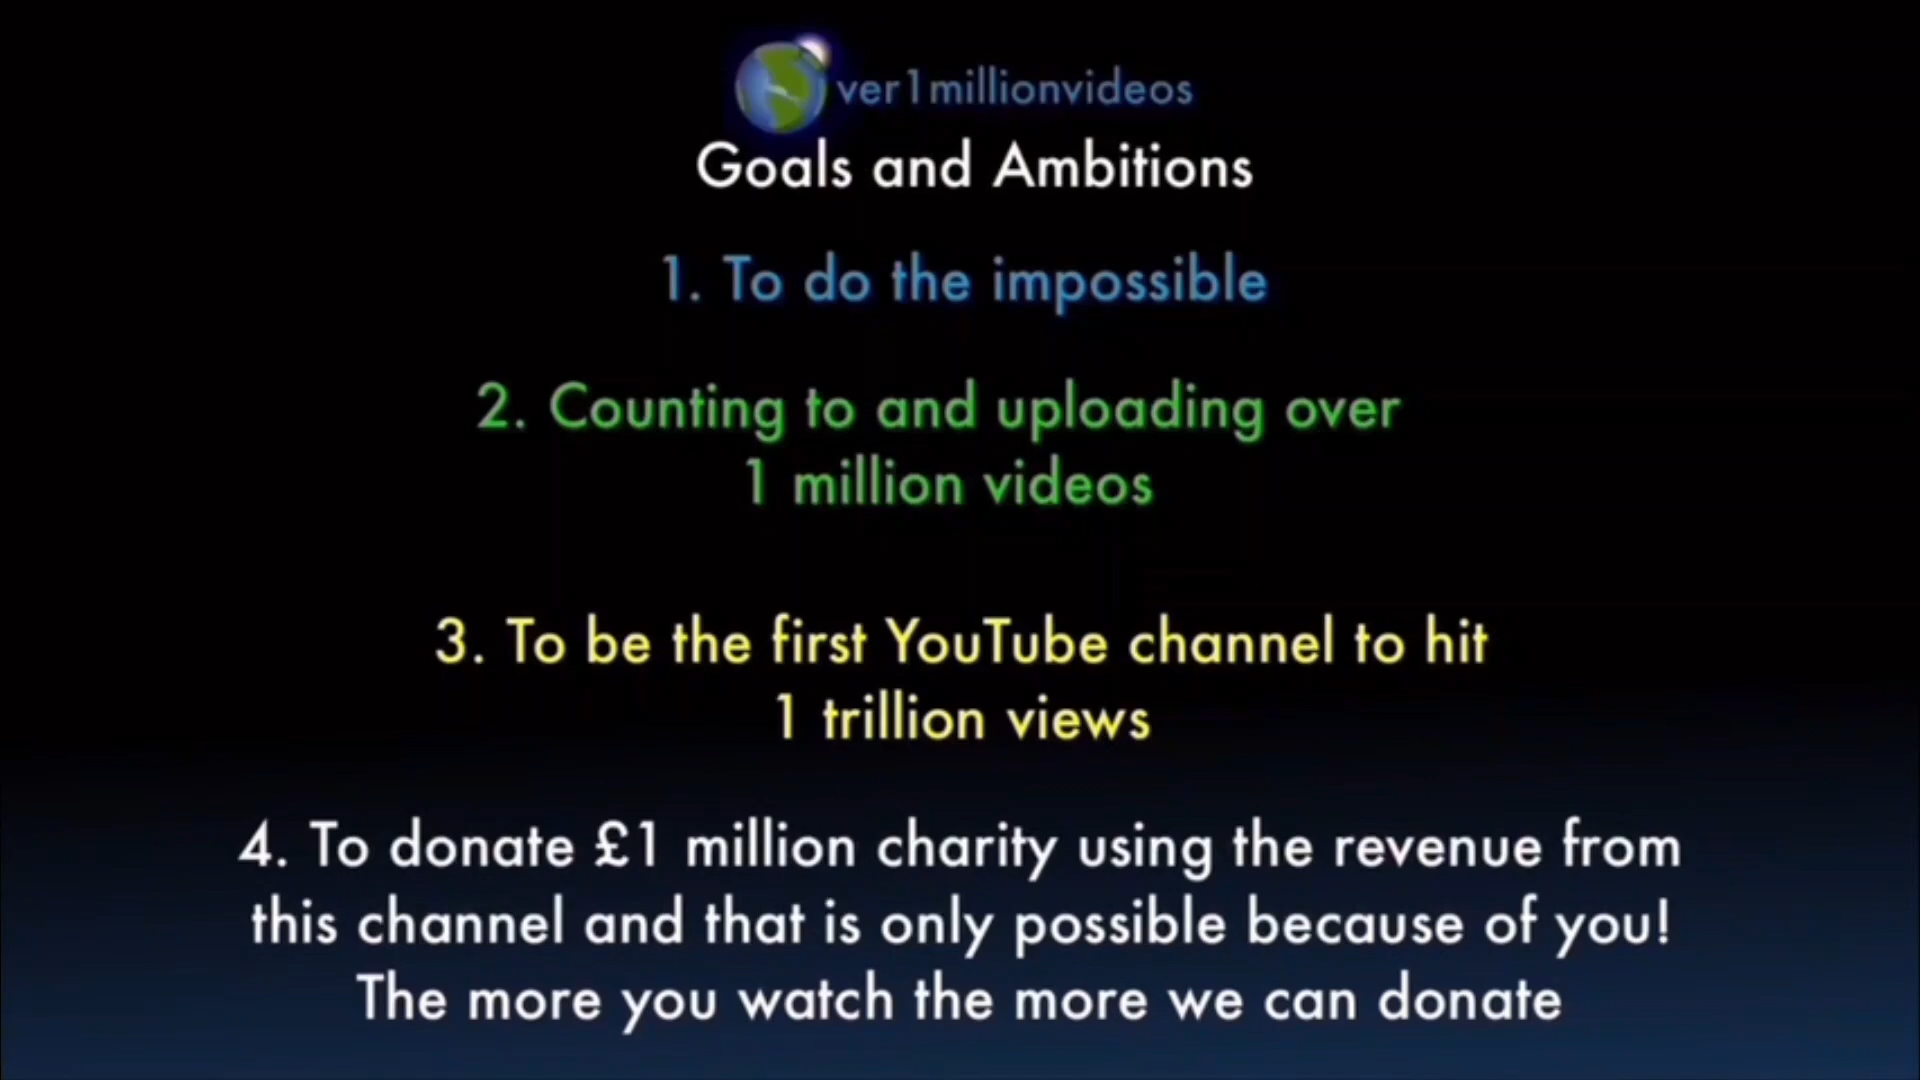 ver1millionvideos
Goals and Ambitions
1. To do the impossible
2. Counting to and uploading over
1 million videos
3. To be the first YouTube channel to hit
1 trillion views
4. To donate £1 million charity using the revenue from
this channel and that is only possible because of you!
The more you watch the more we can donate